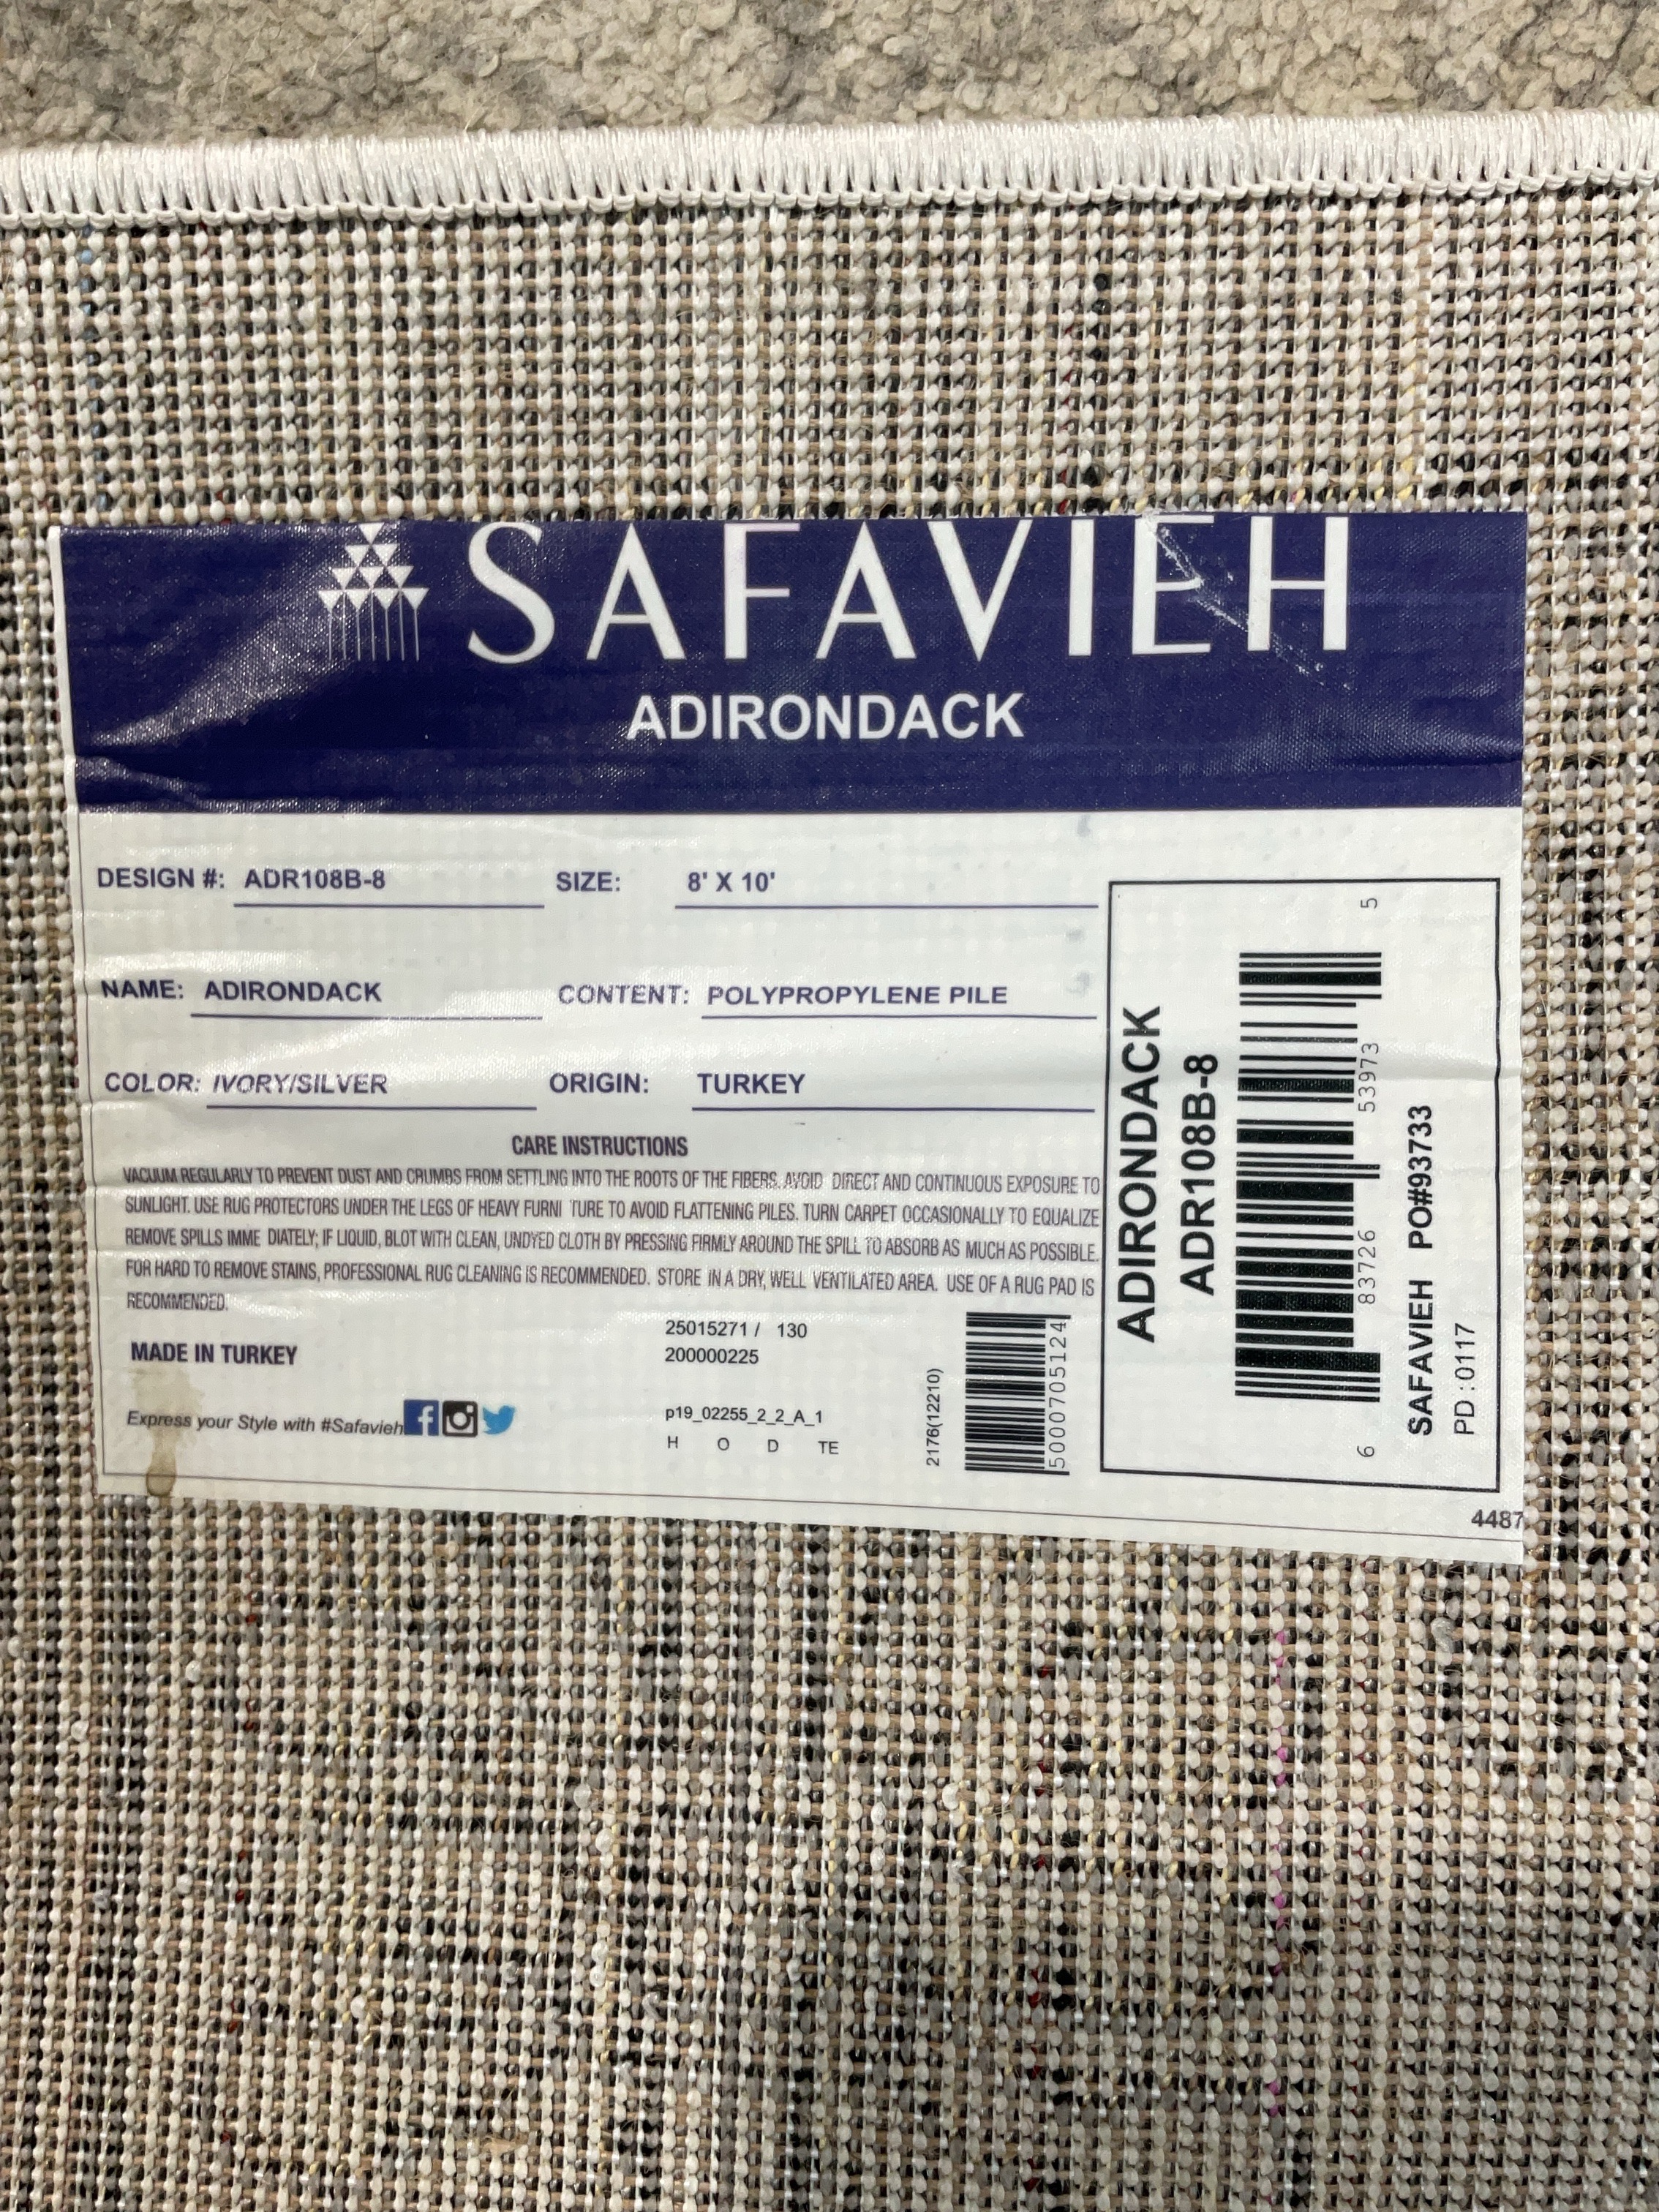 SAFAVIEH
ADIRONDACK
DESIGN #: ADR108B-8 SIZE: 8' X 10'
NAME: ADIRONDACK CONTENT: POLYPROPYLENE PILE
COLOR: IVORY/SILVER ORIGIN: TURKEY
CARE INSTRUCTIONS
VACUUM REGULARLY TO PREVENT DUST AND CRUMBS FROM SETTLING INTO THE ROOTS OF THE FIBERS. AVOID DIRECT AND CONTINUOUS EXPOSURE TO
SUNLIGHT. USE RUG PROTECTORS UNDER THE LEGS OF HEAVY FURNI TURE TO AVOID FLATTENING PILES. TURN CARPET OCCASIONALLY TO EQUALIZE
REMOVE SPILLS IMME DIATELY; IF LIQUID, BLOT WITH CLEAN, UNDYED CLOTH BY PRESSING FIRMLY AROUND THE SPILL TO ABSORB AS MUCH AS POSSIBLE.
FOR HARD TO REMOVE STAINS, PROFESSIONAL RUG CLEANING IS RECOMMENDED. STORE IN A DRY, WELL VENTILATED AREA. USE OF A RUG PAD IS
RECOMMENDED.
MADE IN TURKEY
25015271 / 130
200000225
Express your Style with #Safavieh
p19_02255_2_2_A_1
H O D TE
2176(12210)
5000705124
ADIRONDACK
ADR108B-8
6 83726 53973 5
SAFAVIEH PO#93733
PD:0117
4487